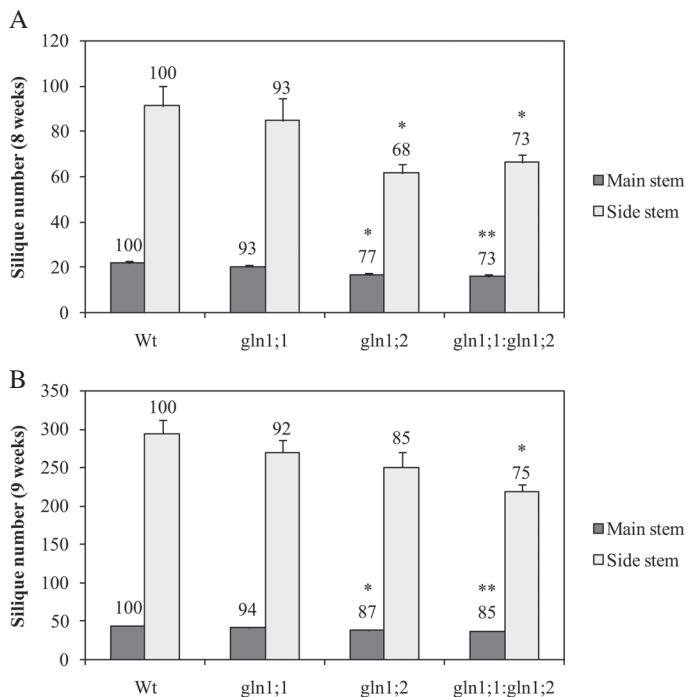 A
Silique number (8 weeks)
120
100
80
60
40
20
0
100
100
93
93
*
77
*
68
**
73
*
73
Wt
gln1;1
gln1;2
gln1;1:gln1;2
Main stem
Side stem
B
Silique number (9 weeks)
350
300
250
200
150
100
50
0
100
100
94
92
*
87
85
**
85
*
75
Wt
gln1;1
gln1;2
gln1;1:gln1;2
Main stem
Side stem